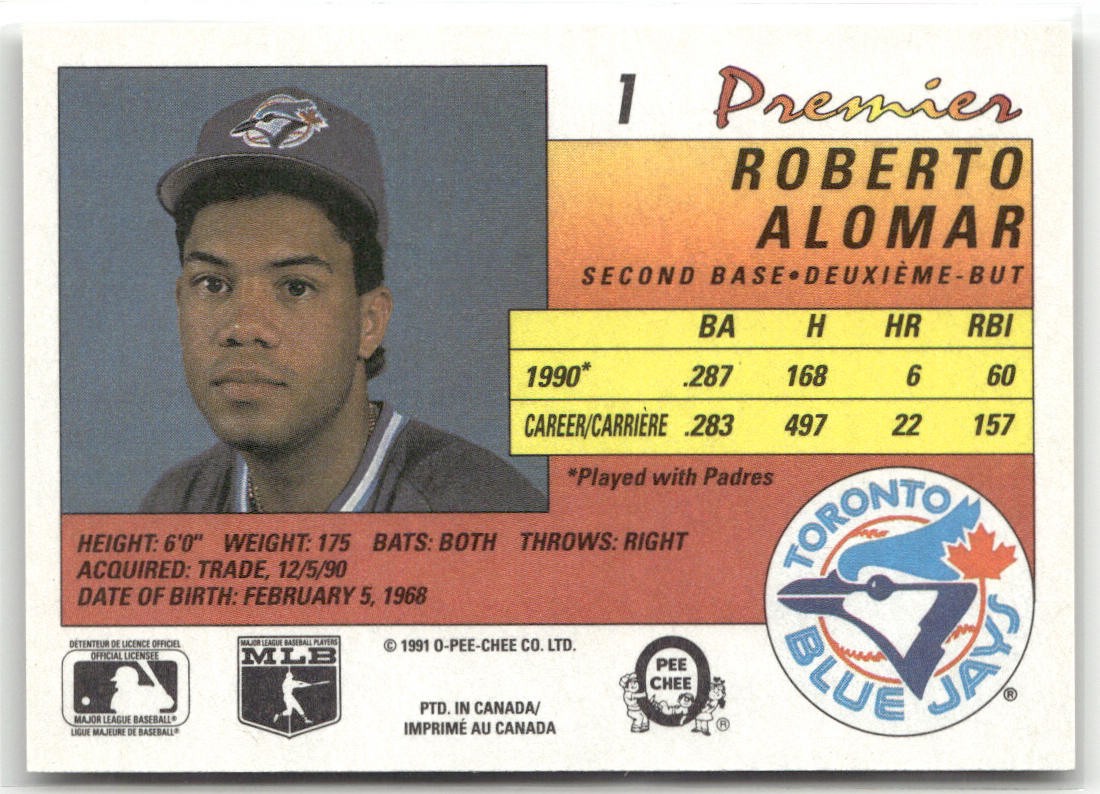 1 Premier
ROBERTO
ALOMAR
SECOND BASE•DEUXIÈME-BUT
BA H HR RBI
1990* .287 168 6 60
CAREER/CARRIÈRE .283 497 22 157
*Played with Padres
HEIGHT: 6'0" WEIGHT: 175 BATS: BOTH THROWS: RIGHT
ACQUIRED: TRADE, 12/5/90
DATE OF BIRTH: FEBRUARY 5, 1968
TORONTO
BLUE JAYS
®
DÉTENTEUR DE LICENCE OFFICIEL
OFFICIAL LICENSEE
MAJOR LEAGUE BASEBALL®
LIGUE MAJEURE DE BASEBALL®
MAJOR LEAGUE BASEBALL PLAYERS
MLB
© 1991 O-PEE-CHEE CO. LTD.
PTD. IN CANADA/
IMPRIMÉ AU CANADA
PEE
CHEE
®